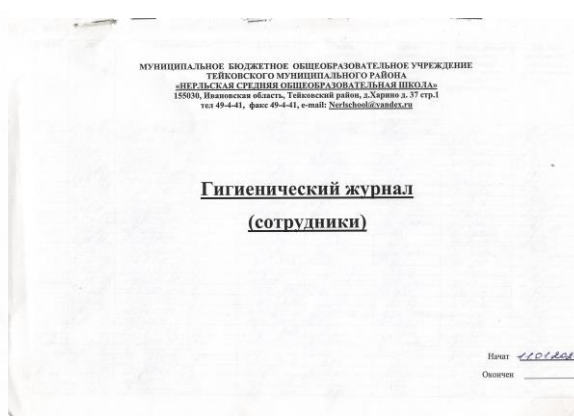 МУНИЦИПАЛЬНОЕ БЮДЖЕТНОЕ ОБЩЕОБРАЗОВАТЕЛЬНОЕ УЧРЕЖДЕНИЕ
ТЕЙКОВСКОГО МУНИЦИПАЛЬНОГО РАЙОНА
«НЕРЛЬСКАЯ СРЕДНЯЯ ОБЩЕОБРАЗОВАТЕЛЬНАЯ ШКОЛА»
155030, Ивановская область, Тейковский район, д.Харино д. 37 стр.1
тел 49-4-41, факс 49-4-41, e-mail: Nerlschool@yandex.ru
Гигиенический журнал
(сотрудники)
Начат
Окончен